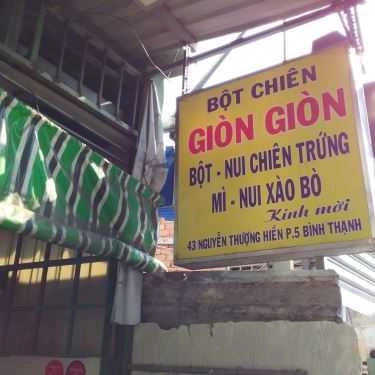 BỘT CHIÊN
GIÒN GIÒN
BỘT - NUI CHIÊN TRỨNG
MÌ - NUI XÀO BÒ
Kính mời
43 NGUYỄN THƯỢNG HIỀN P.5 BÌNH THẠNH